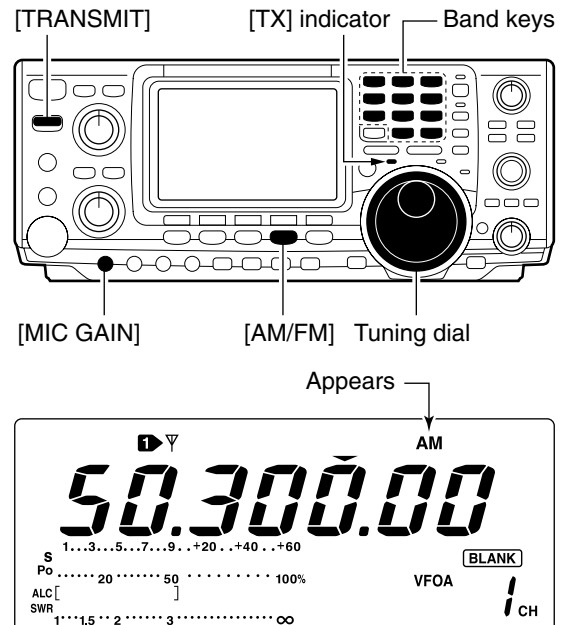 [TRANSMIT] [TX] indicator Band keys
[MIC GAIN] [AM/FM] Tuning dial
Appears
1 AM
50.300.00
S 1...3...5...7...9..+20..+40..+60
BLANK
Po ...... 20 ....... 50 .......... 100%
VFOA
1 CH
ALC [ ]
SWR 1....1.5..2......3.............∞